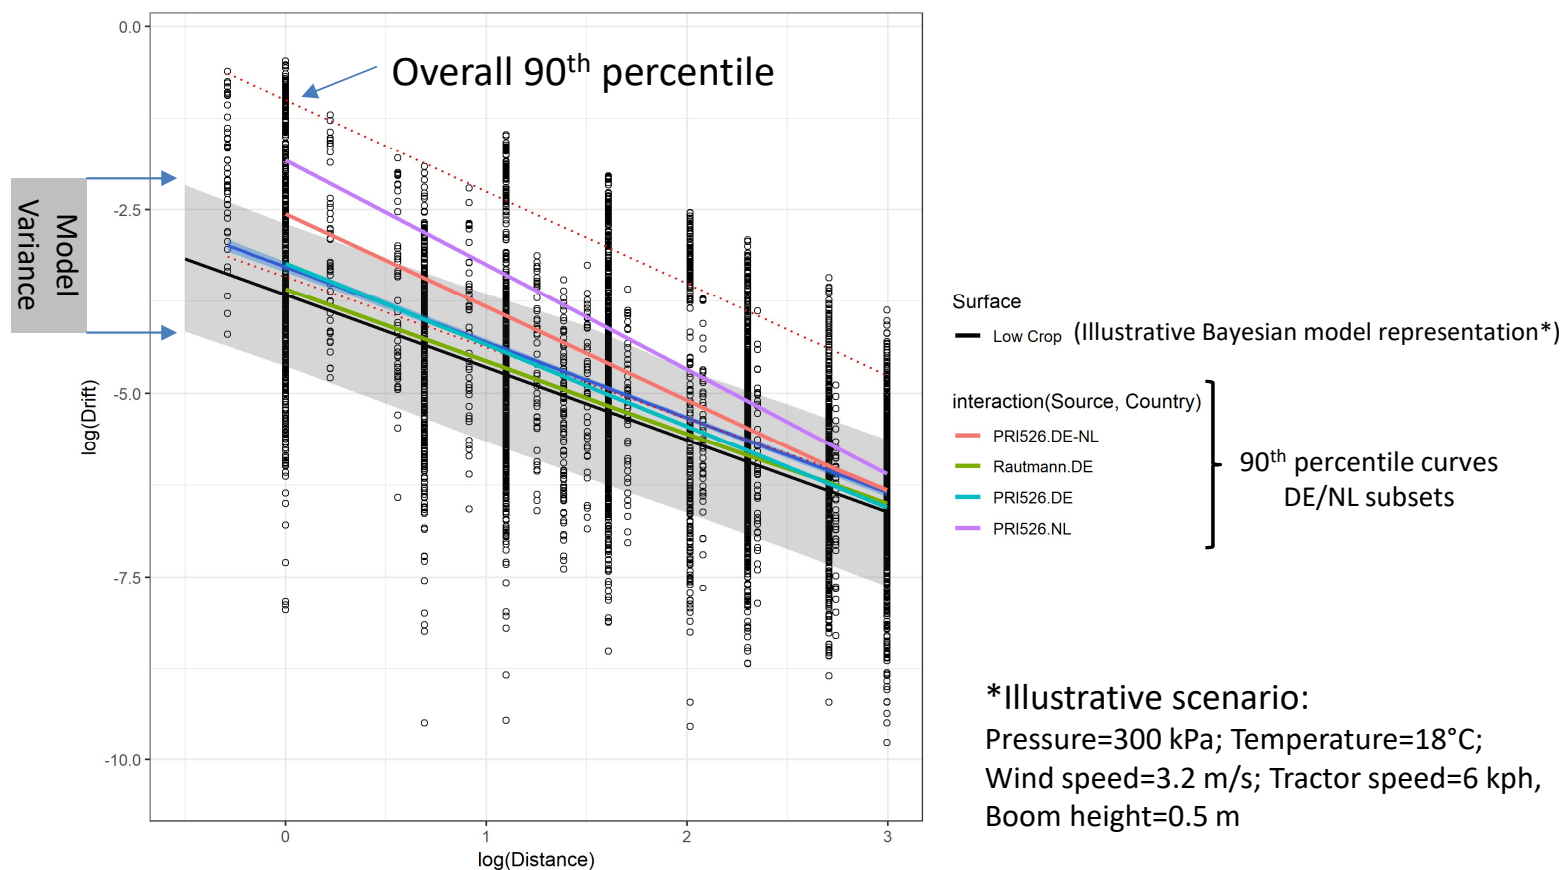 0.0
-2.5
-5.0
-7.5
-10.0
log(Drift)
0
1
2
3
log(Distance)
Overall 90th percentile
Model
Variance
Surface
Low Crop (Illustrative Bayesian model representation*)
interaction(Source, Country)
PRI526.DE-NL
Rautmann.DE
PRI526.DE
PRI526.NL
90th percentile curves
DE/NL subsets
*Illustrative scenario:
Pressure=300 kPa; Temperature=18°C;
Wind speed=3.2 m/s; Tractor speed=6 kph,
Boom height=0.5 m